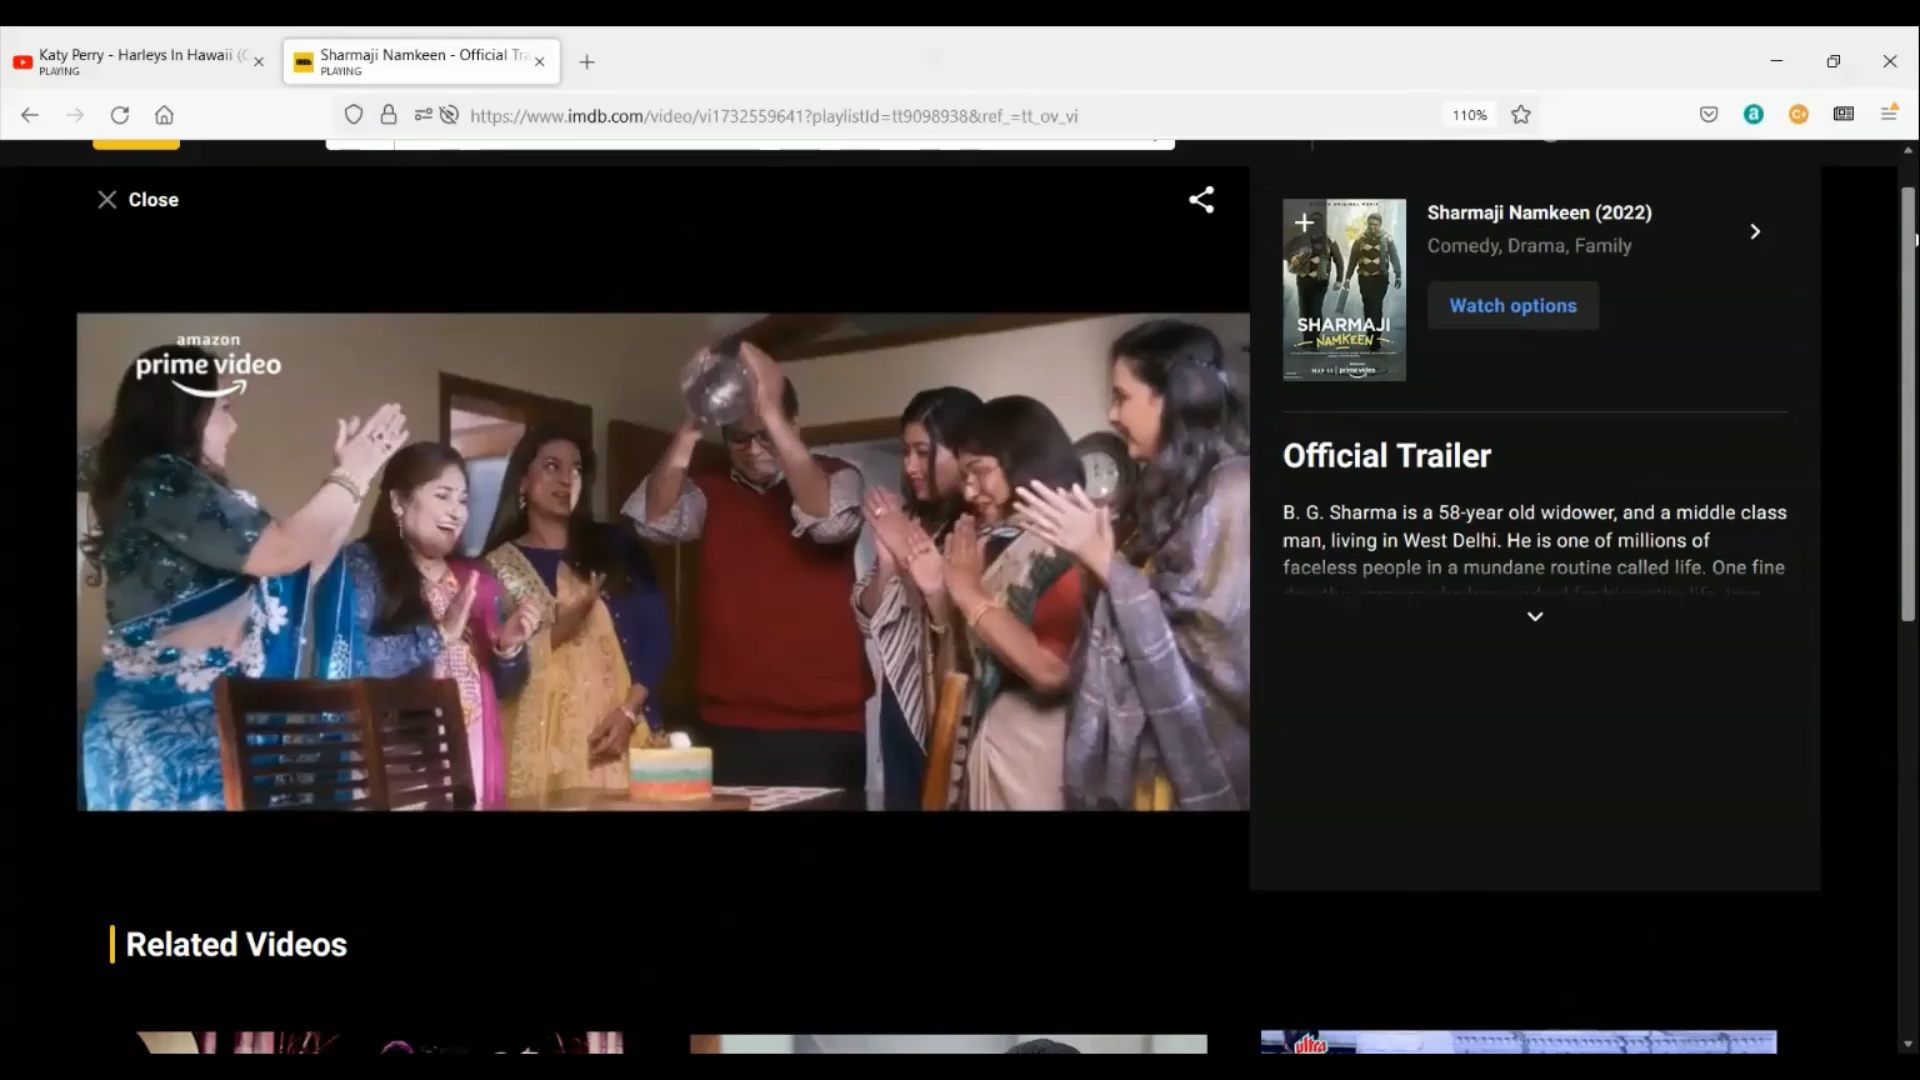 Katy Perry - Harleys In Hawaii (
PLAYING
Sharmaji Namkeen - Official Tra
PLAYING
https://www.imdb.com/video/vi1732559641?playlistId=tt9098938&ref_=tt_ov_vi
110%
Close
amazon
prime video
SHARMAJI
NAMKEEN
prime video
Sharmaji Namkeen (2022)
Comedy, Drama, Family
Watch options
Official Trailer
B. G. Sharma is a 58-year old widower, and a middle class
man, living in West Delhi. He is one of millions of
faceless people in a mundane routine called life. One fine
Related Videos
ultra